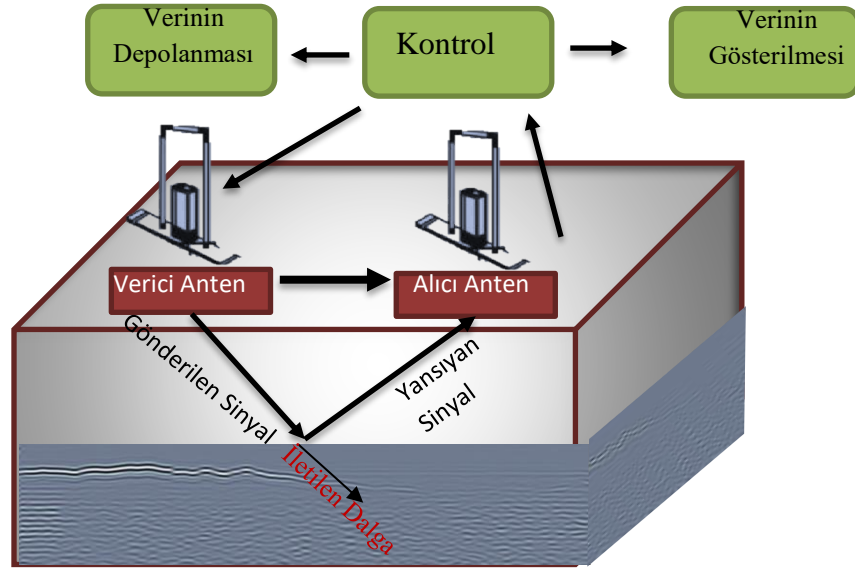 Verinin
Depolanması
Kontrol
Verinin
Gösterilmesi
Verici Anten
Alıcı Anten
Gönderilen Sinyal
Yansıyan
Sinyal
İletilen Dalga